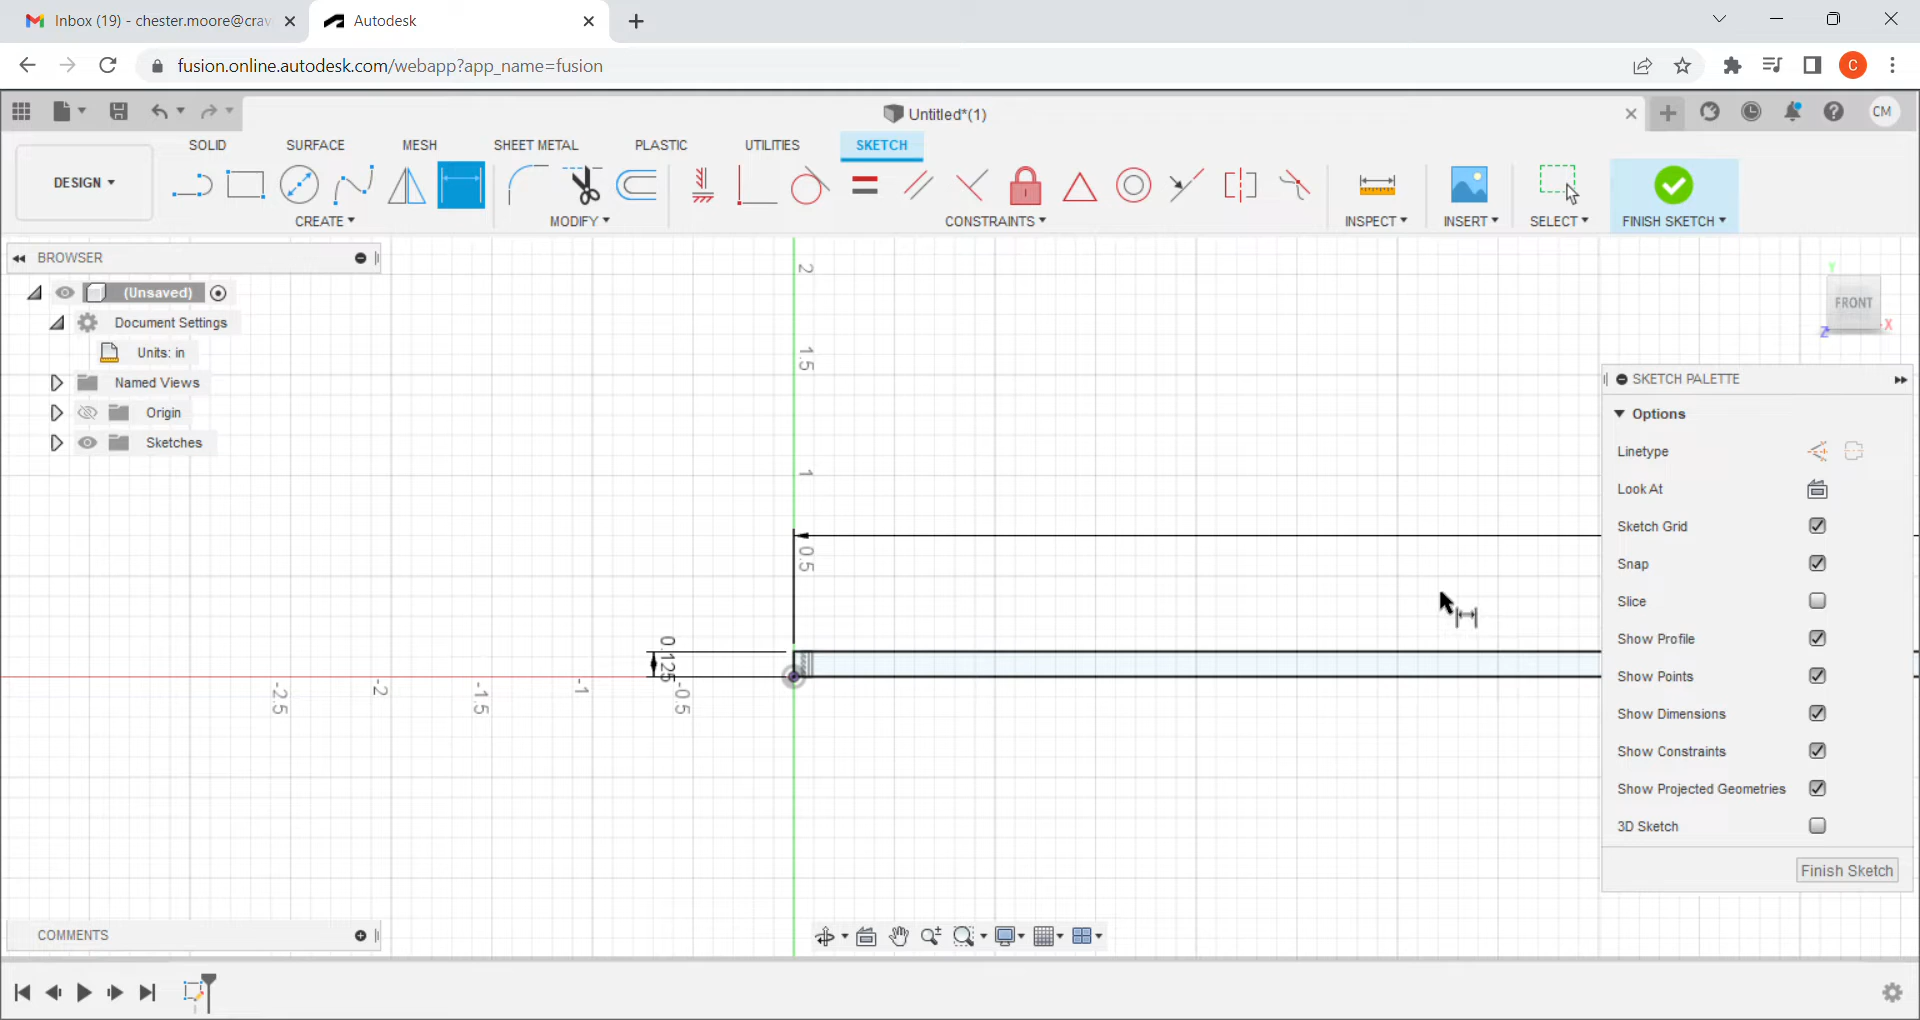 Inbox (19) - chester.moore@crav
Autodesk
fusion.online.autodesk.com/webapp?app_name=fusion
C
Untitled*(1)
CM
SOLID
SURFACE
MESH
SHEET METAL
PLASTIC
UTILITIES
SKETCH
DESIGN
CREATE
MODIFY
CONSTRAINTS
INSPECT
INSERT
SELECT
FINISH SKETCH
BROWSER
(Unsaved)
Document Settings
Units: in
Named Views
Origin
Sketches
2
1.5
1
0.5
0.125
-2.5
-2
-1.5
-1
-0.5
Y
FRONT
X
Z
SKETCH PALETTE
Options
Linetype
Look At
Sketch Grid
Snap
Slice
Show Profile
Show Points
Show Dimensions
Show Constraints
Show Projected Geometries
3D Sketch
Finish Sketch
COMMENTS